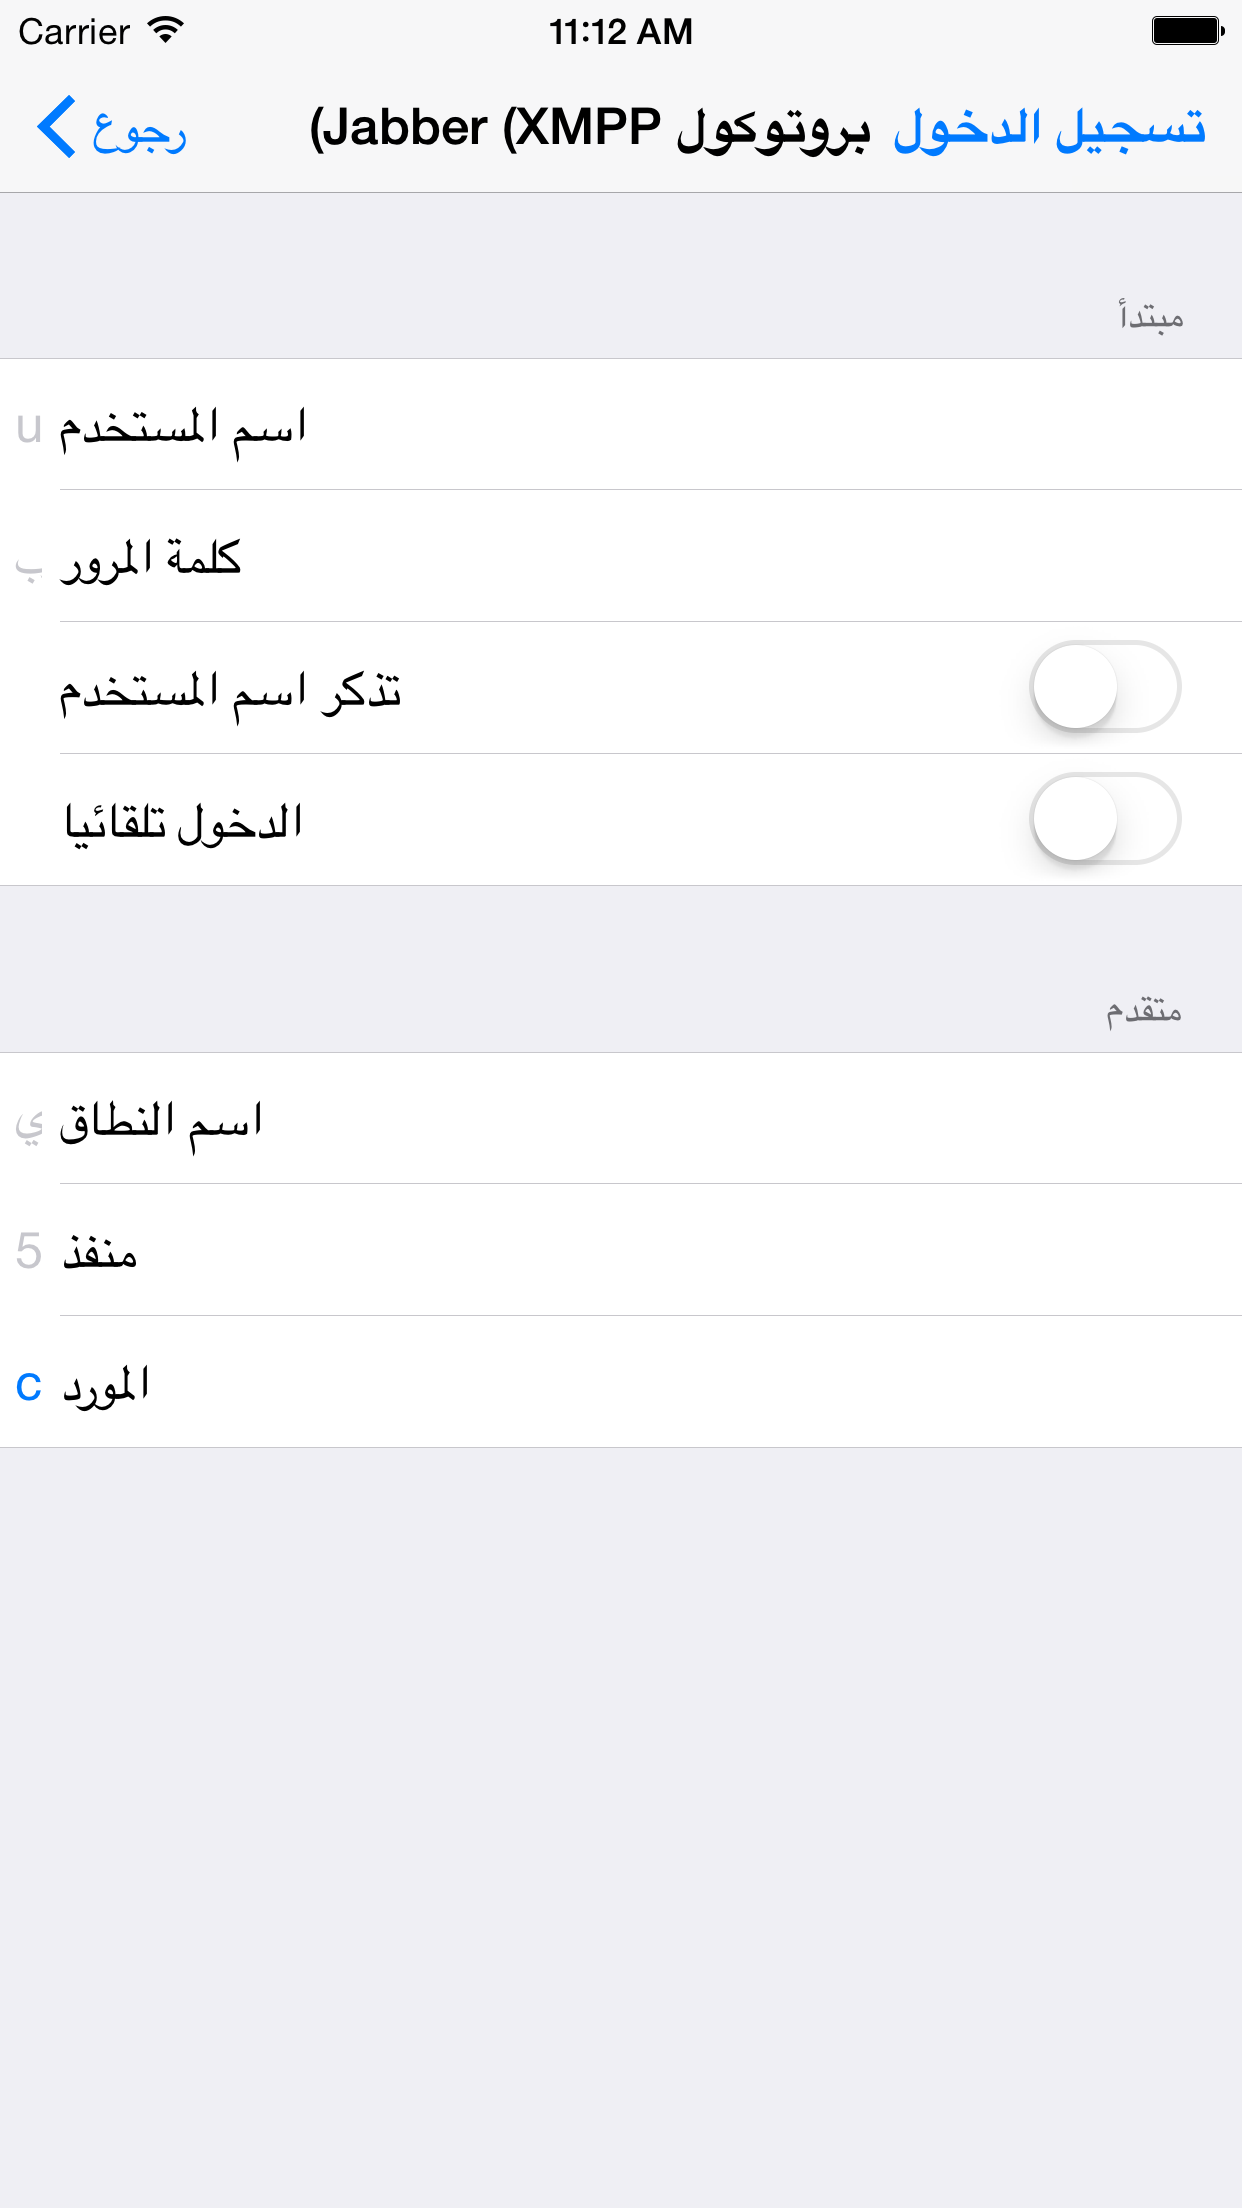 Carrier 11:12 AM
رجوع
بروتوكول Jabber (XMPP)
تسجيل الدخول
مبتدأ
اسم المستخدم u
كلمة المرور ب
تذكر اسم المستخدم
الدخول تلقائيا
متقدم
اسم النطاق ي
منفذ 5
المورد c